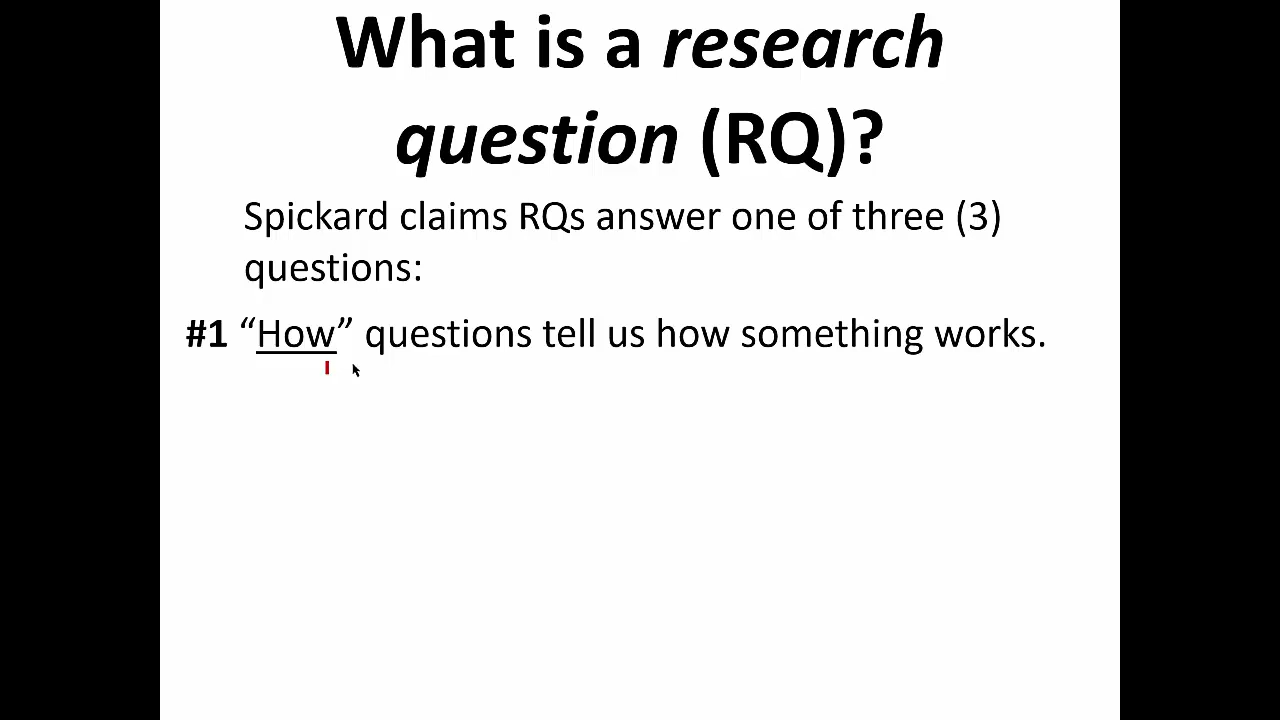 What is a research
question (RQ)?
Spickard claims RQs answer one of three (3)
questions:
#1 “How” questions tell us how something works.